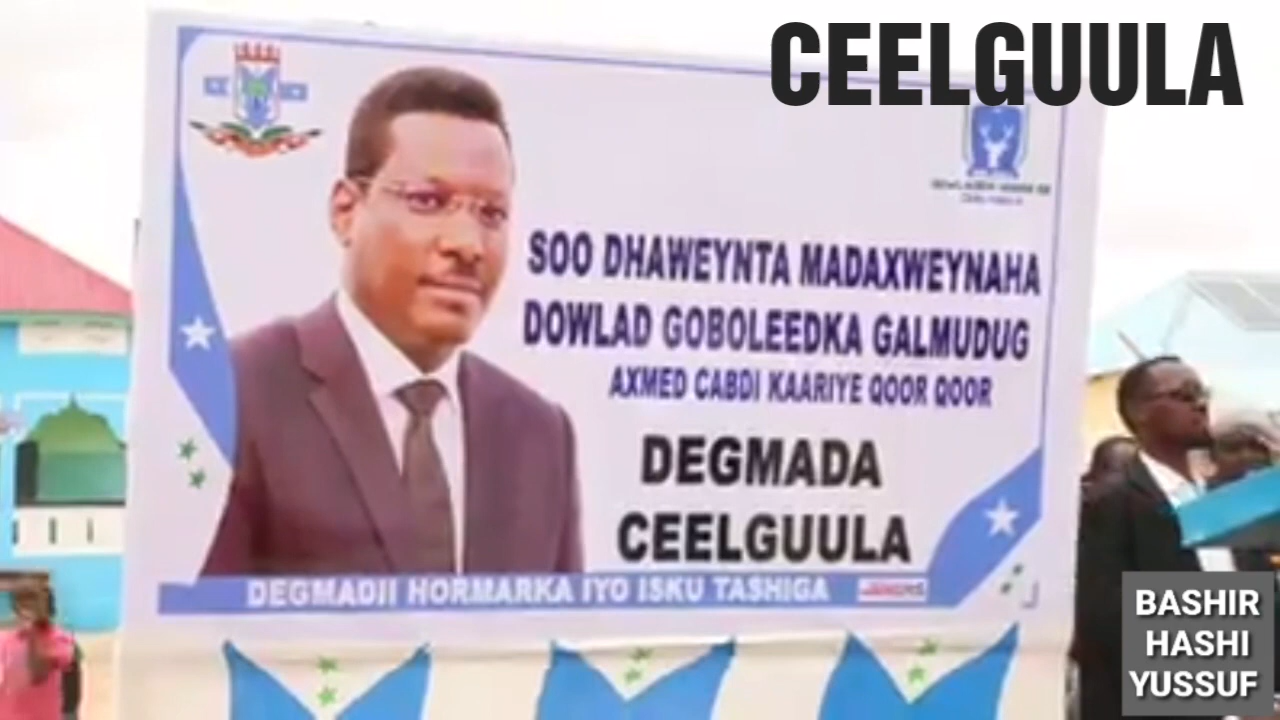 CEELGUULA
SOO DHAWEYNTA MADAXWEYNAHA
DOWLAD GOBOLEEDKA GALMUDUG
AXMED CABDI KAARIYE QOOR QOOR
DEGMADA
CEELGUULA
DEGMADII HORMARKA IYO ISKU TASHIGA
BASHIR
HASHI
YUSSUF